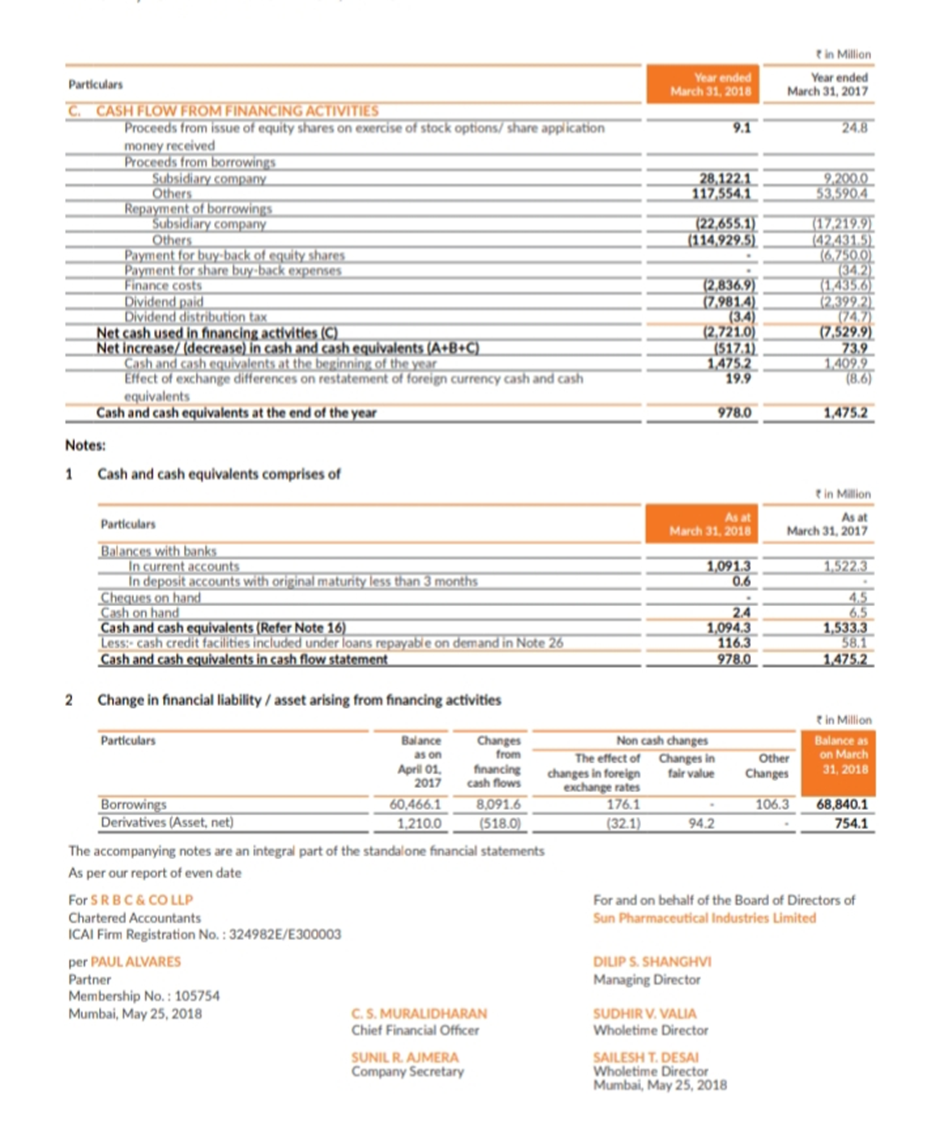 ₹ in Million
Particulars Year ended March 31, 2018 Year ended March 31, 2017
C. CASH FLOW FROM FINANCING ACTIVITIES
Proceeds from issue of equity shares on exercise of stock options/ share application 9.1 24.8
money received
Proceeds from borrowings
Subsidiary company 28,122.1 9,200.0
Others 117,554.1 53,590.4
Repayment of borrowings
Subsidiary company (22,655.1) (17,219.9)
Others (114,929.5) (42,431.5)
Payment for buy-back of equity shares - (6,750.0)
Payment for share buy-back expenses - (34.2)
Finance costs (2,836.9) (1,435.6)
Dividend paid (7,981.4) (2,399.2)
Dividend distribution tax (3.4) (74.7)
Net cash used in financing activities (C) (2,721.0) (7,529.9)
Net increase/ (decrease) in cash and cash equivalents (A+B+C) (517.1) 73.9
Cash and cash equivalents at the beginning of the year 1,475.2 1,409.9
Effect of exchange differences on restatement of foreign currency cash and cash 19.9 (8.6)
equivalents
Cash and cash equivalents at the end of the year 978.0 1,475.2
Notes:
1 Cash and cash equivalents comprises of
₹ in Million
Particulars As at March 31, 2018 As at March 31, 2017
Balances with banks
In current accounts 1,091.3 1,522.3
In deposit accounts with original maturity less than 3 months 0.6 -
Cheques on hand - 4.5
Cash on hand 2.4 6.5
Cash and cash equivalents (Refer Note 16) 1,094.3 1,533.3
Less:- cash credit facilities included under loans repayable on demand in Note 26 116.3 58.1
Cash and cash equivalents in cash flow statement 978.0 1,475.2
2 Change in financial liability / asset arising from financing activities
₹ in Million
Particulars Balance as on April 01, 2017 Changes from financing cash flows Non cash changes The effect of changes in foreign exchange rates Changes in fair value Other Changes Balance as on March 31, 2018
Borrowings 60,466.1 8,091.6 176.1 - 106.3 68,840.1
Derivatives (Asset, net) 1,210.0 (518.0) (32.1) 94.2 - 754.1
The accompanying notes are an integral part of the standalone financial statements
As per our report of even date
For S R B C & CO LLP
Chartered Accountants
ICAI Firm Registration No. : 324982E/E300003
For and on behalf of the Board of Directors of
Sun Pharmaceutical Industries Limited
per PAUL ALVARES
Partner
Membership No. : 105754
Mumbai, May 25, 2018
DILIP S. SHANGHVI
Managing Director
C. S. MURALIDHARAN
Chief Financial Officer
SUDHIR V. VALIA
Wholetime Director
SUNIL R. AJMERA
Company Secretary
SAILESH T. DESAI
Wholetime Director
Mumbai, May 25, 2018